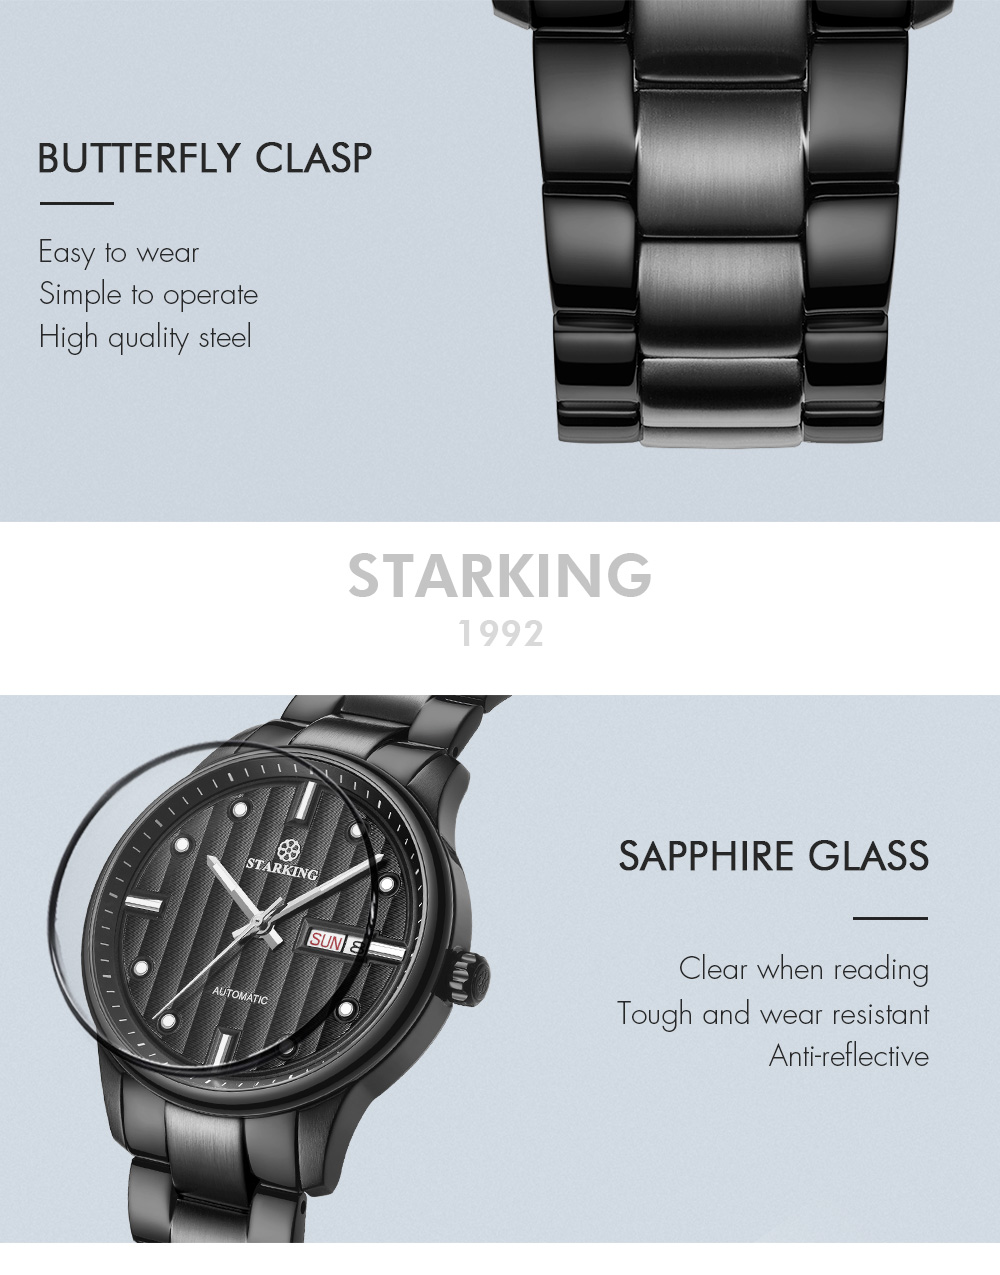 BUTTERFLY CLASP
Easy to wear
Simple to operate
High quality steel
STARKING
1992
STARKING
SUN 8
AUTOMATIC
SAPPHIRE GLASS
Clear when reading
Tough and wear resistant
Anti-reflective